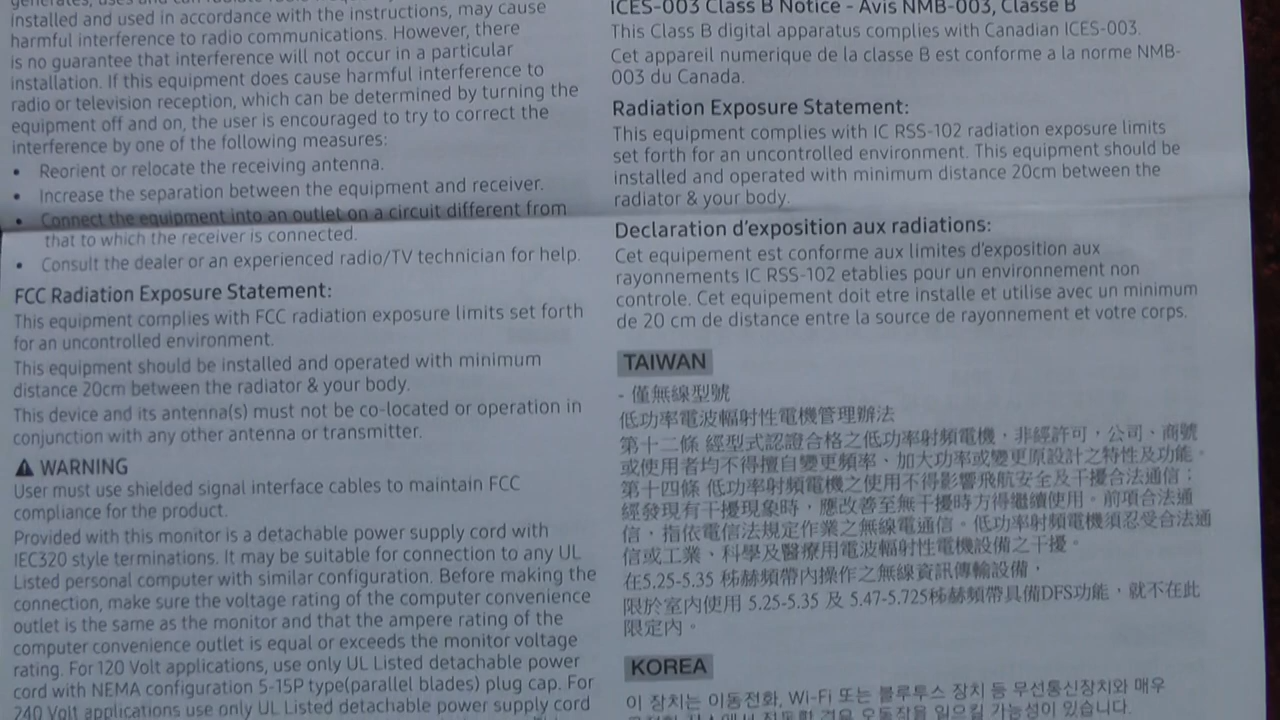 installed and used in accordance with the instructions, may cause
harmful interference to radio communications. However, there
is no guarantee that interference will not occur in a particular
installation. If this equipment does cause harmful interference to
radio or television reception, which can be determined by turning the
equipment off and on, the user is encouraged to try to correct the
interference by one of the following measures:
• Reorient or relocate the receiving antenna.
• Increase the separation between the equipment and receiver.
• Connect the equipment into an outlet on a circuit different from
that to which the receiver is connected.
• Consult the dealer or an experienced radio/TV technician for help.
FCC Radiation Exposure Statement:
This equipment complies with FCC radiation exposure limits set forth
for an uncontrolled environment.
This equipment should be installed and operated with minimum
distance 20cm between the radiator & your body.
This device and its antenna(s) must not be co-located or operation in
conjunction with any other antenna or transmitter.
⚠ WARNING
User must use shielded signal interface cables to maintain FCC
compliance for the product.
Provided with this monitor is a detachable power supply cord with
IEC320 style terminations. It may be suitable for connection to any UL
Listed personal computer with similar configuration. Before making the
connection, make sure the voltage rating of the computer convenience
outlet is the same as the monitor and that the ampere rating of the
computer convenience outlet is equal or exceeds the monitor voltage
rating. For 120 Volt applications, use only UL Listed detachable power
cord with NEMA configuration 5-15P type(parallel blades) plug cap. For
240 Volt applications use only UL Listed detachable power supply cord
ICES-003 Class B Notice - Avis NMB-003, Classe B
This Class B digital apparatus complies with Canadian ICES-003.
Cet appareil numerique de la classe B est conforme a la norme NMB-
003 du Canada.
Radiation Exposure Statement:
This equipment complies with IC RSS-102 radiation exposure limits
set forth for an uncontrolled environment. This equipment should be
installed and operated with minimum distance 20cm between the
radiator & your body.
Declaration d'exposition aux radiations:
Cet equipement est conforme aux limites d'exposition aux
rayonnements IC RSS-102 etablies pour un environnement non
controle. Cet equipement doit etre installe et utilise avec un minimum
de 20 cm de distance entre la source de rayonnement et votre corps.
TAIWAN
- 僅無線型號
低功率電波輻射性電機管理辦法
第十二條 經型式認證合格之低功率射頻電機，非經許可，公司、商號
或使用者均不得擅自變更頻率、加大功率或變更原設計之特性及功能。
第十四條 低功率射頻電機之使用不得影響飛航安全及干擾合法通信；
經發現有干擾現象時，應改善至無干擾時方得繼續使用。前項合法通
信，指依電信法規定作業之無線電通信。低功率射頻電機須忍受合法通
信或工業、科學及醫療用電波輻射性電機設備之干擾。
在5.25-5.35 秭赫頻帶內操作之無線資訊傳輸設備，
限於室內使用 5.25-5.35 及 5.47-5.725秭赫頻帶具備DFS功能，就不在此
限定內。
KOREA
이 장치는 이동전화, Wi-Fi 또는 블루투스 장치 등 무선통신장치와 매우